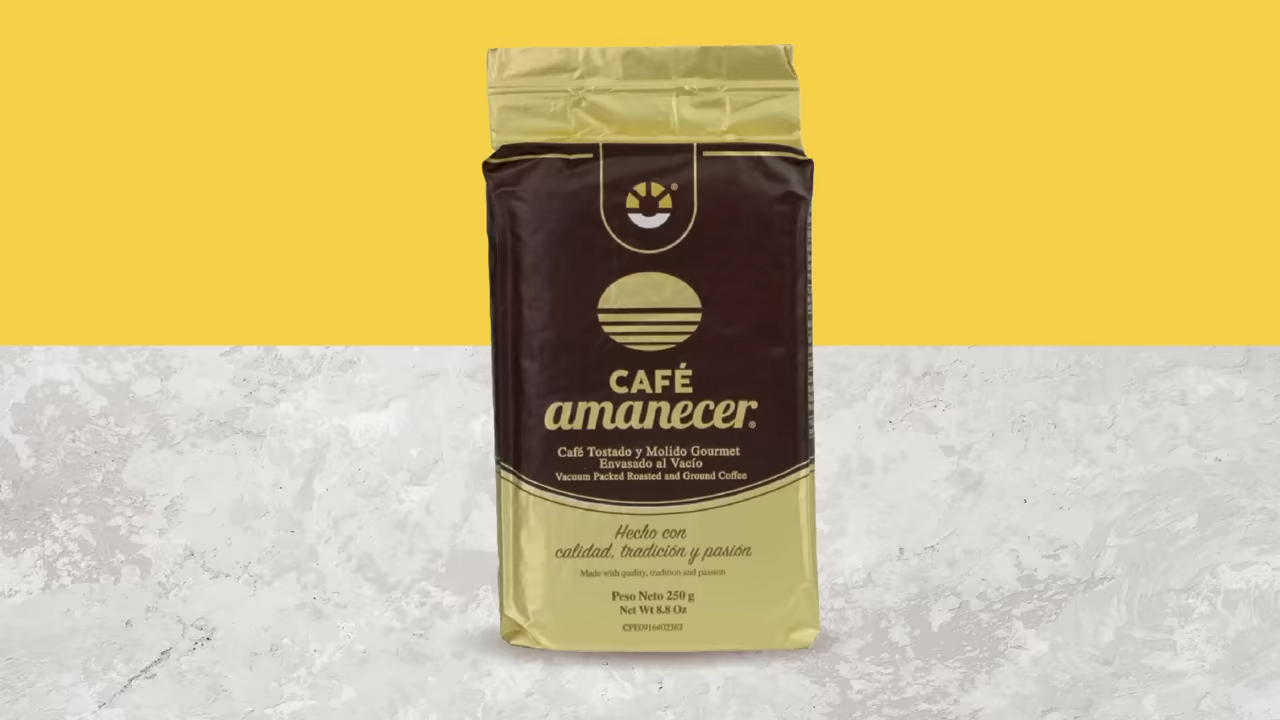 CAFÉ
amanecer®
Café Tostado y Molido Gourmet
Envasado al Vacío
Vacuum Packed Roasted and Ground Coffee
Hecho con
calidad, tradición y pasión
Made with quality, tradition and passion
Peso Neto 250 g
Net Wt 8.8 Oz